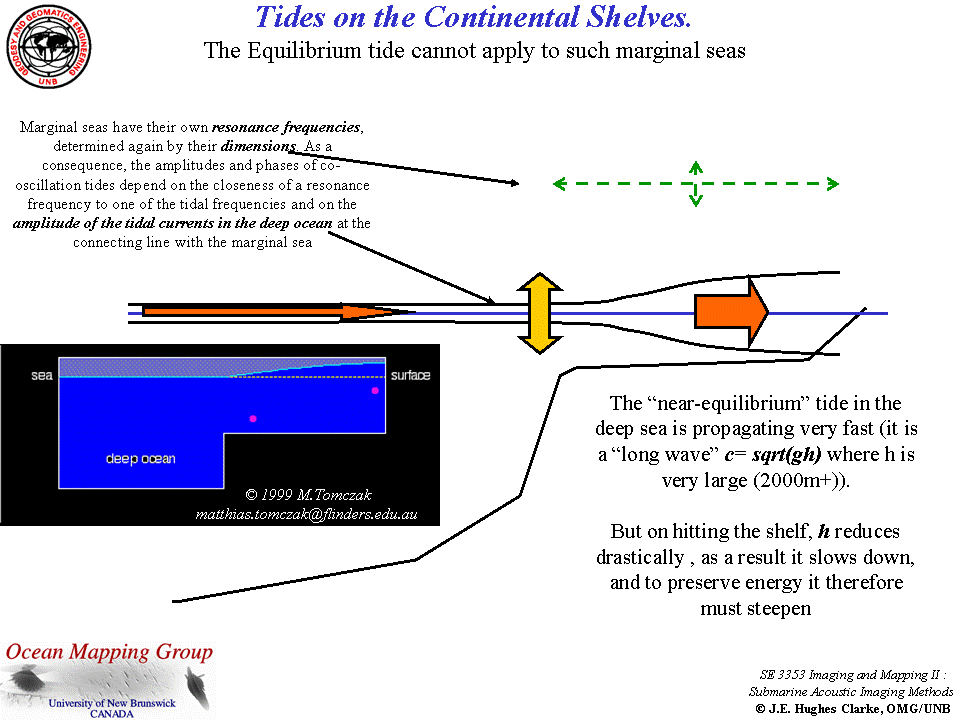 Tides on the Continental Shelves.
The Equilibrium tide cannot apply to such marginal seas
GEODESY AND GEOMATICS ENGINEERING
UNB
Marginal seas have their own resonance frequencies,
determined again by their dimensions. As a
consequence, the amplitudes and phases of co-
oscillation tides depend on the closeness of a resonance
frequency to one of the tidal frequencies and on the
amplitude of the tidal currents in the deep ocean at the
connecting line with the marginal sea
sea
surface
deep ocean
© 1999 M.Tomczak
matthias.tomczak@flinders.edu.au
The “near-equilibrium” tide in the
deep sea is propagating very fast (it is
a “long wave” c= sqrt(gh) where h is
very large (2000m+)).
But on hitting the shelf, h reduces
drastically , as a result it slows down,
and to preserve energy it therefore
must steepen
Ocean Mapping Group
University of New Brunswick
CANADA
SE 3353 Imaging and Mapping II :
Submarine Acoustic Imaging Methods
© J.E. Hughes Clarke, OMG/UNB